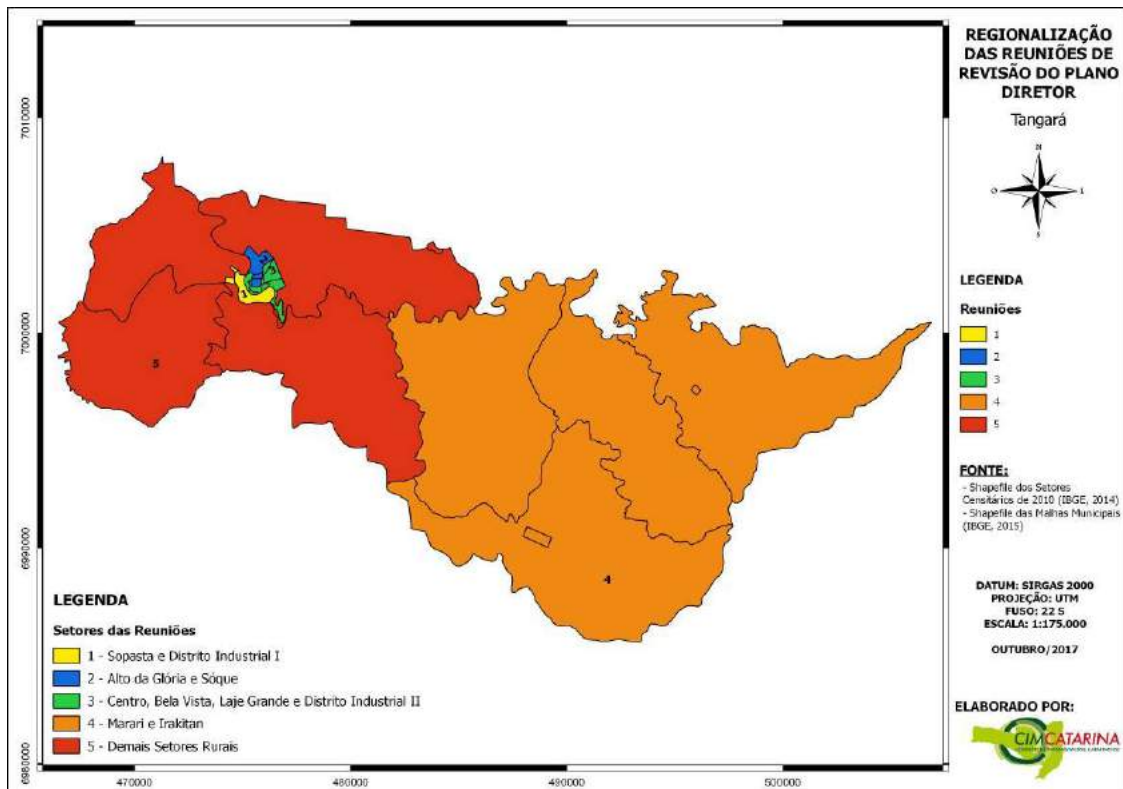 REGIONALIZAÇÃO
DAS REUNIÕES DE
REVISÃO DO PLANO
DIRETOR
Tangará
N
O
L
S
LEGENDA
Reuniões
1
2
3
4
5
FONTE:
- Shapefile dos Setores
Censitários de 2010 (IBGE, 2014)
- Shapefile das Malhas Municipais
(IBGE, 2015)
DATUM: SIRGAS 2000
PROJEÇÃO: UTM
FUSO: 22 S
ESCALA: 1:175.000
OUTUBRO/2017
ELABORADO POR:
CIMCATARINA
7010000
7000000
6990000
6980000
470000
480000
490000
500000
2
3
1
5
4
LEGENDA
Setores das Reuniões
1 - Sopasta e Distrito Industrial I
2 - Alto da Glória e Sóque
3 - Centro, Bela Vista, Laje Grande e Distrito Industrial II
4 - Marari e Irakitan
5 - Demais Setores Rurais